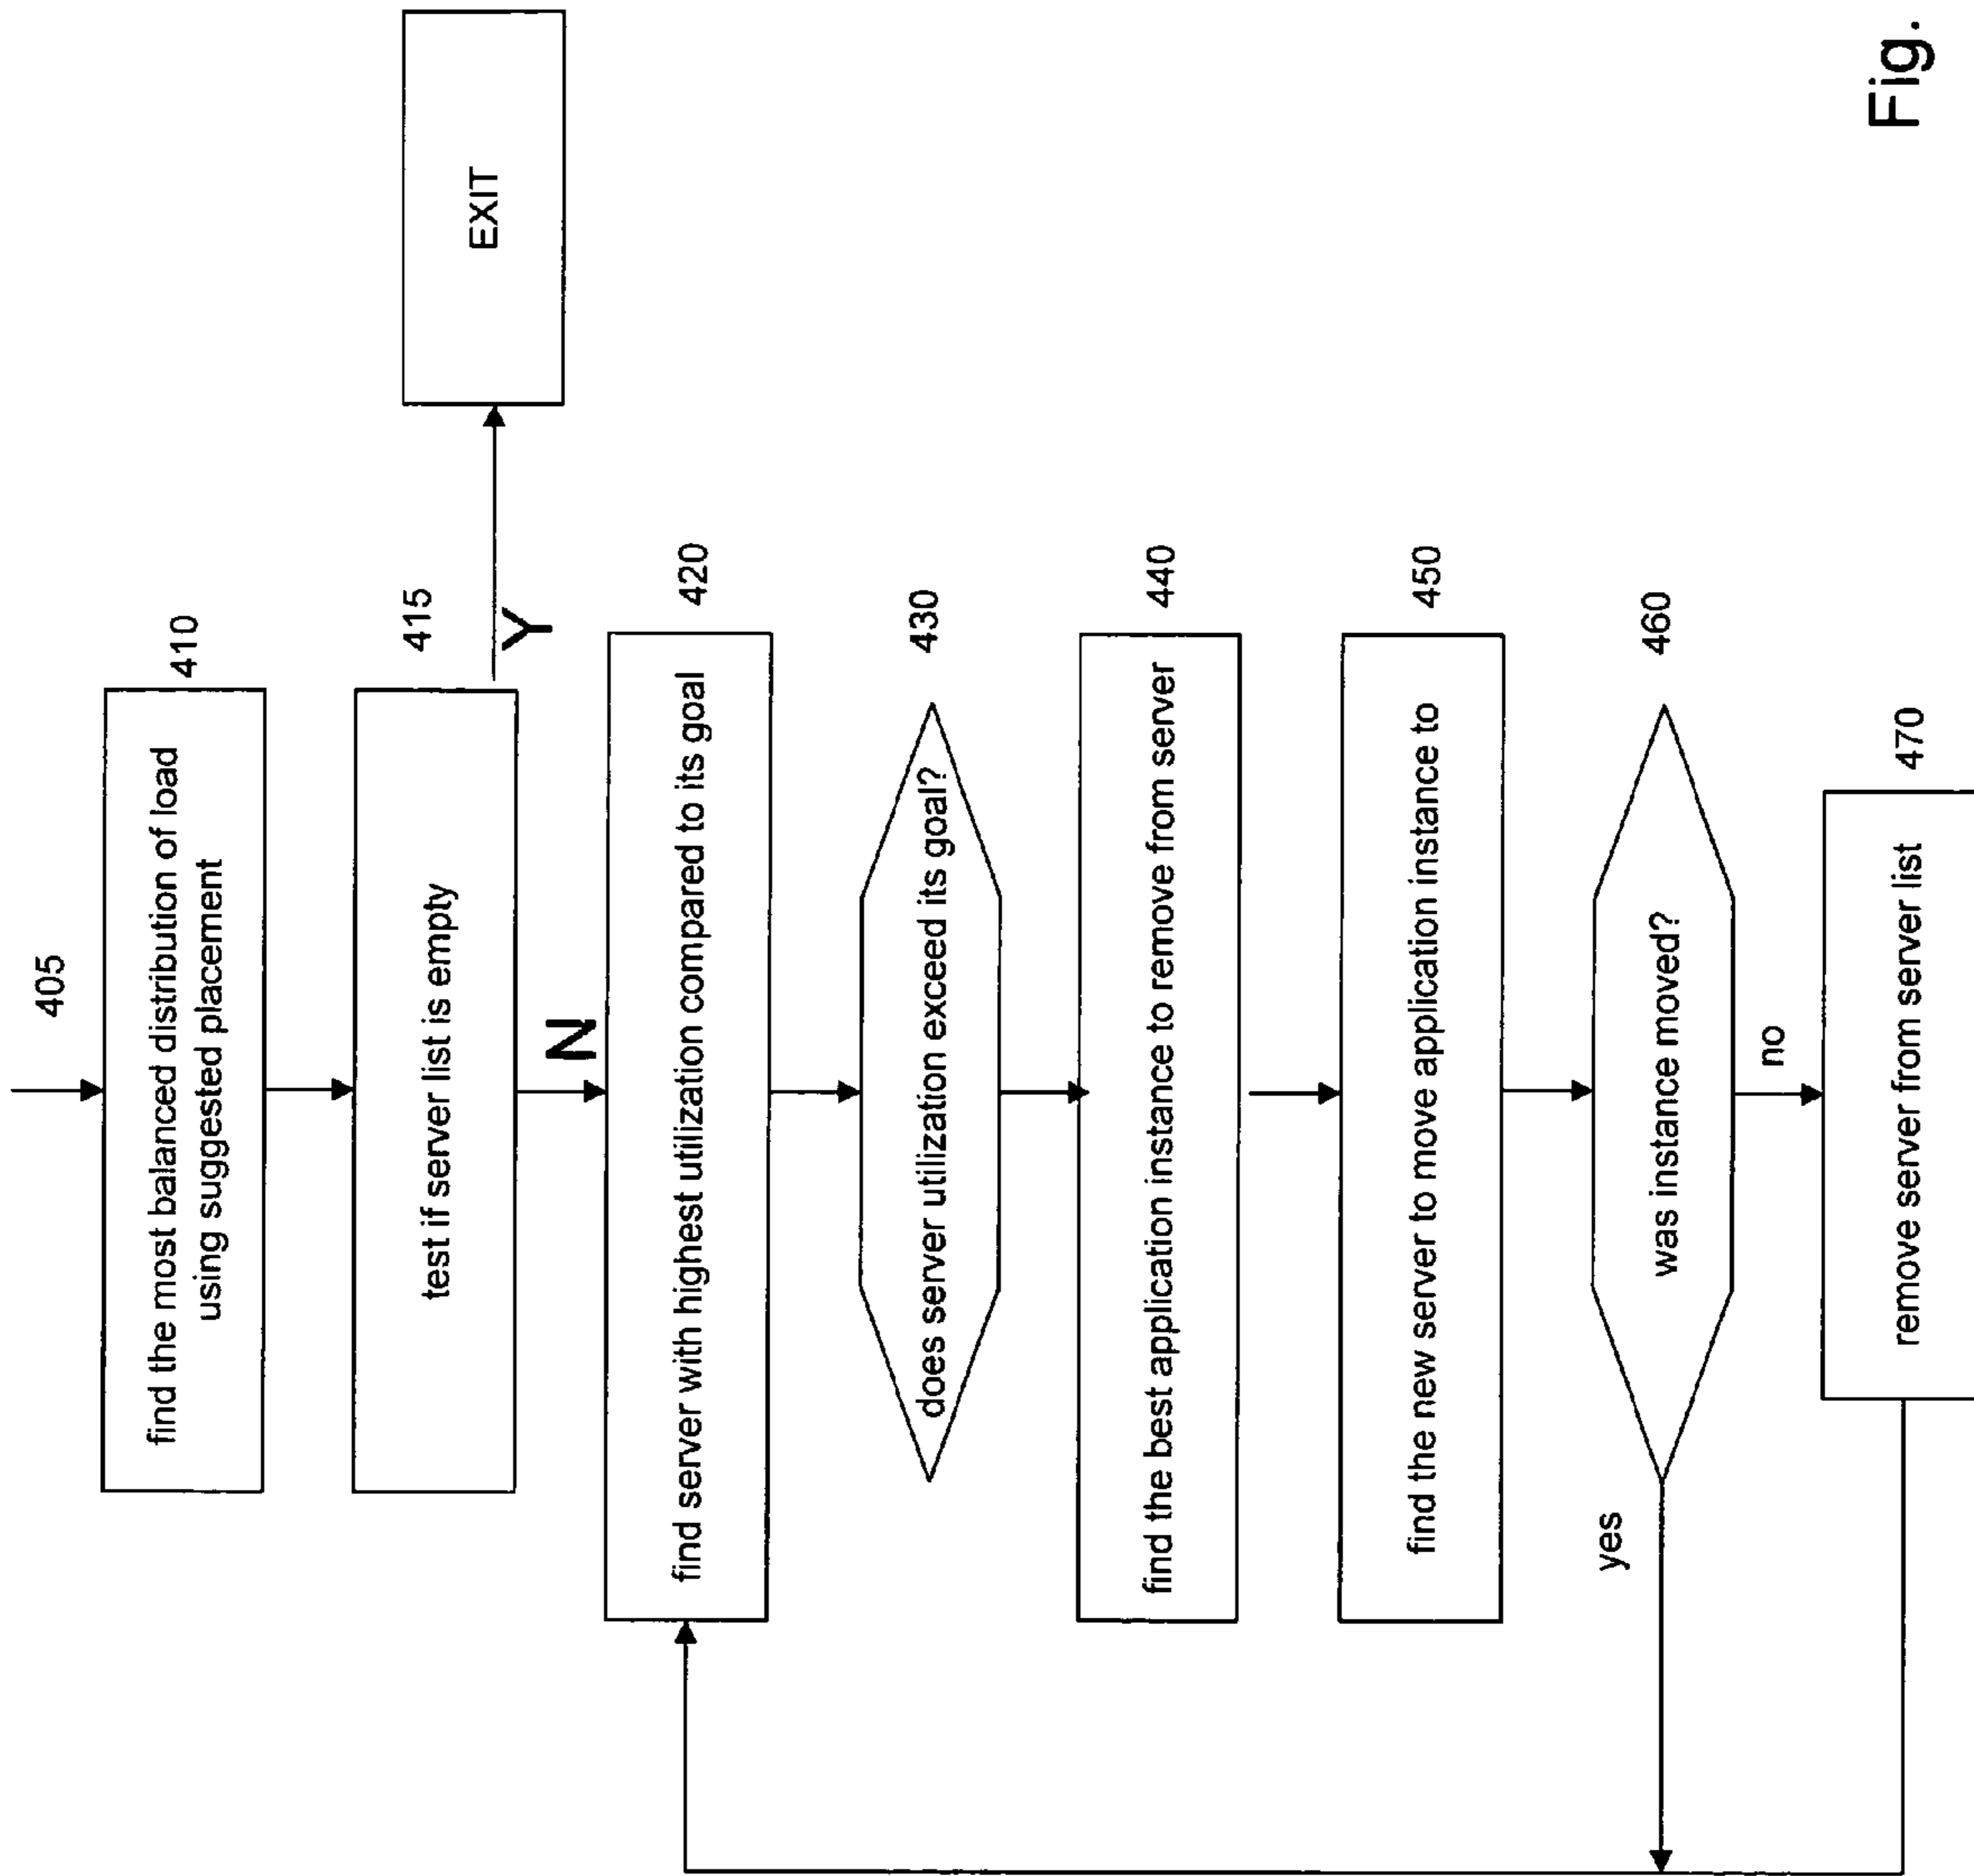 405
find the most balanced distribution of load
using suggested placement
410
test if server list is empty
415
Y
EXIT
N
find server with highest utilization compared to its goal
420
does server utilization exceed its goal?
430
find the best application instance to remove from server
440
find the new server to move application instance to
450
was instance moved?
460
yes
no
remove server from server list
470
Fig.